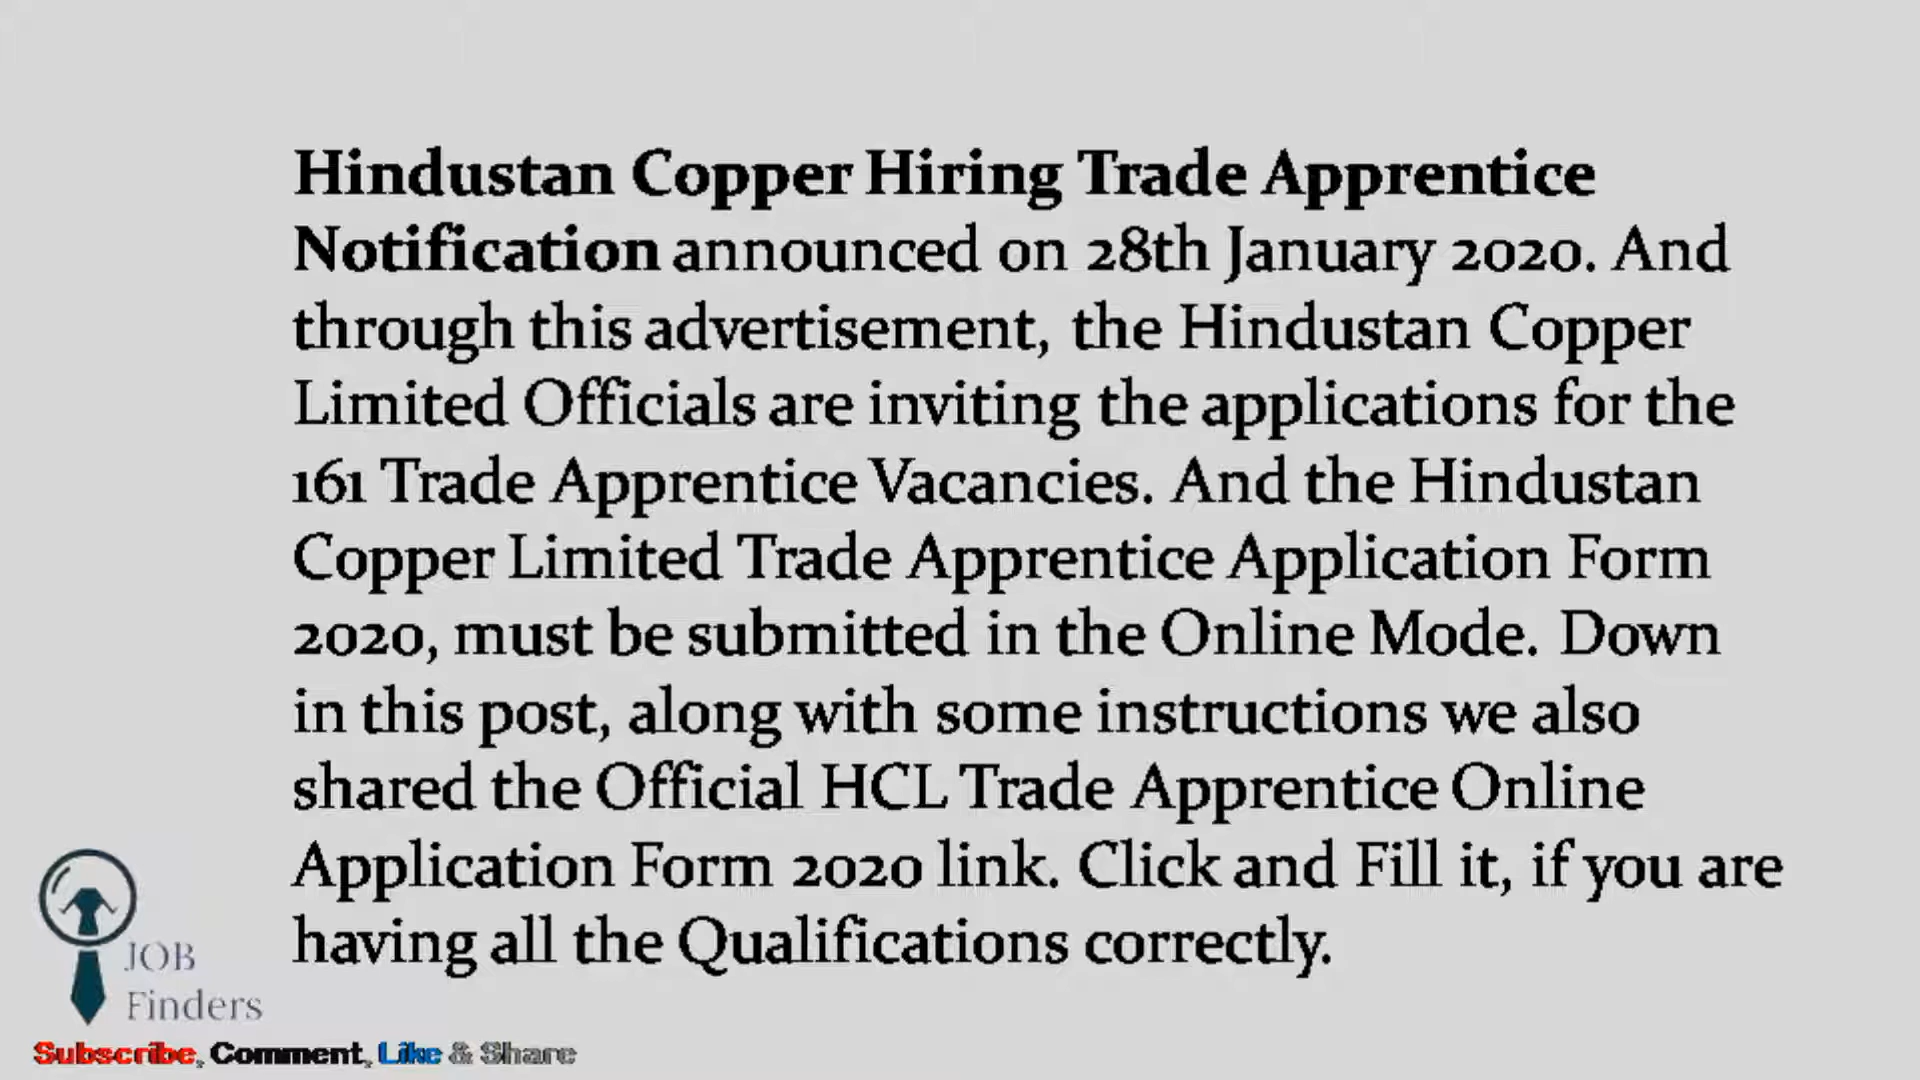 Hindustan Copper Hiring Trade Apprentice
Notification announced on 28th January 2020. And
through this advertisement, the Hindustan Copper
Limited Officials are inviting the applications for the
161 Trade Apprentice Vacancies. And the Hindustan
Copper Limited Trade Apprentice Application Form
2020, must be submitted in the Online Mode. Down
in this post, along with some instructions we also
shared the Official HCL Trade Apprentice Online
Application Form 2020 link. Click and Fill it, if you are
having all the Qualifications correctly.
JOB
Finders
Subscribe, Comment, Like & Share